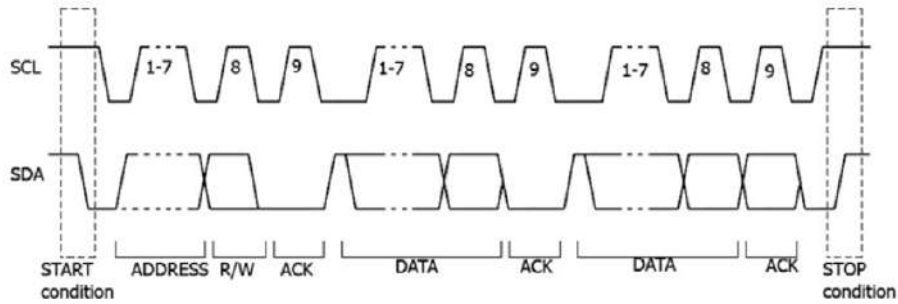 SCL 1-7 8 9 1-7 8 9 1-7 8 9
SDA
START condition
ADDRESS R/W ACK DATA ACK DATA ACK
STOP condition